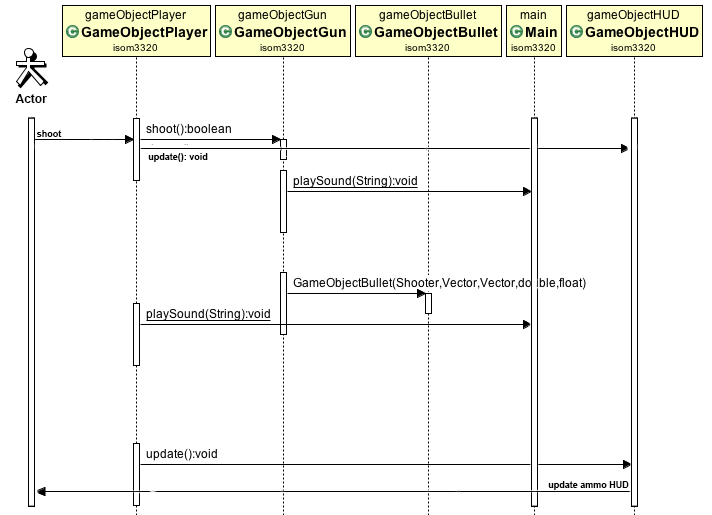 gameObjectPlayer
C GameObjectPlayer
isom3320
gameObjectGun
C GameObjectGun
isom3320
gameObjectBullet
C GameObjectBullet
isom3320
main
C Main
isom3320
gameObjectHUD
C GameObjectHUD
isom3320
Actor
shoot
shoot():boolean
update(): void
playSound(String):void
GameObjectBullet(Shooter,Vector,Vector,double,float)
playSound(String):void
update():void
update ammo HUD